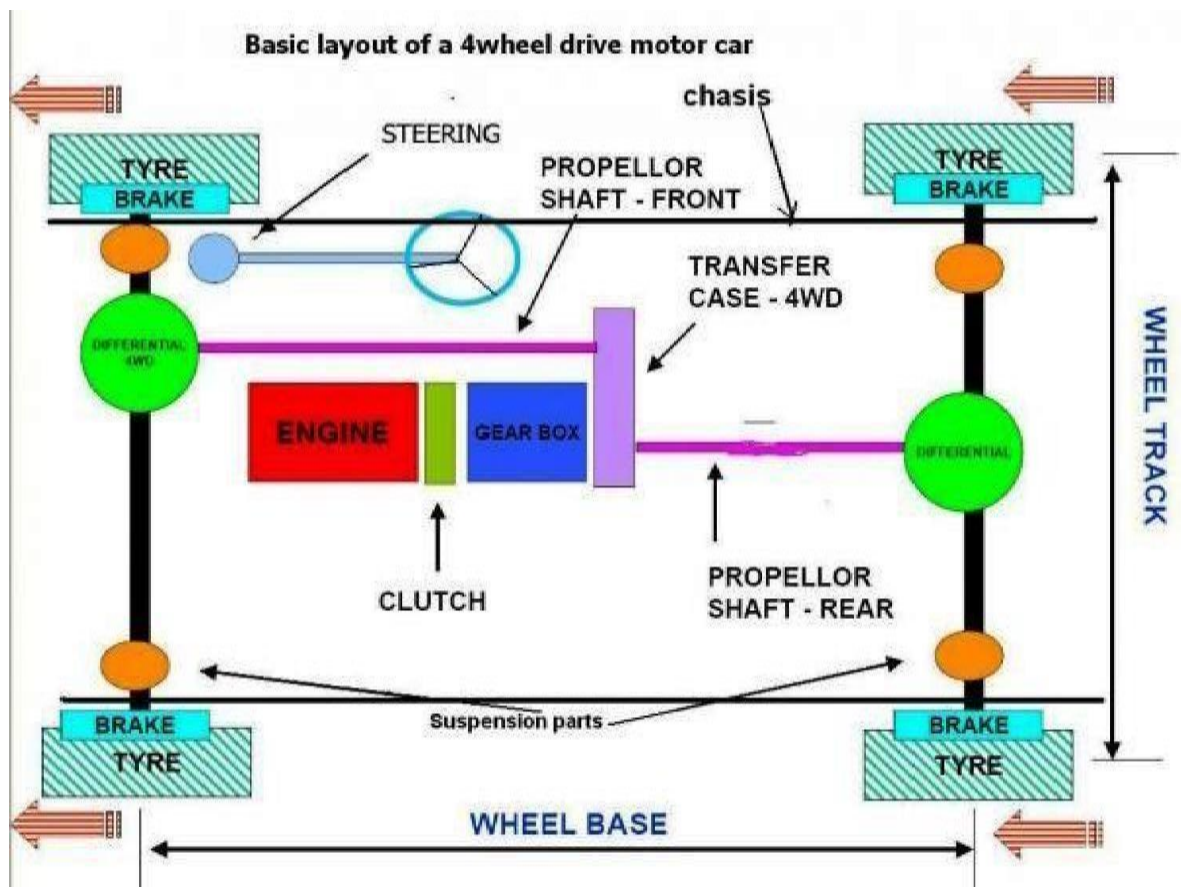 Basic layout of a 4wheel drive motor car
chasis
STEERING
TYRE
BRAKE
PROPELLOR
SHAFT - FRONT
TYRE
BRAKE
TRANSFER
CASE - 4WD
DIFFERENTIAL
4WD
ENGINE
GEAR BOX
DIFFERENTIAL
WHEEL TRACK
CLUTCH
PROPELLOR
SHAFT - REAR
Suspension parts
BRAKE
TYRE
BRAKE
TYRE
WHEEL BASE